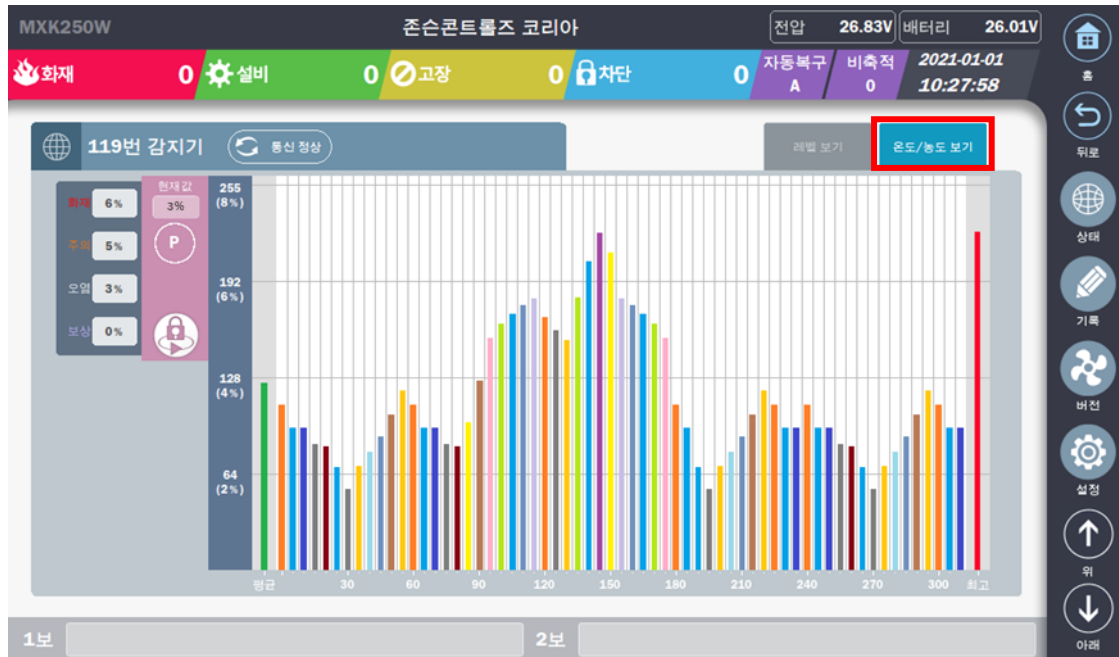 MXK250W
존슨콘트롤즈 코리아
전압 26.83V
배터리 26.01V
화재 0
설비 0
고장 0
차단 0
자동복구
A
비축적
0
2021-01-01
10:27:58
119번 감지기
통신 정상
레벨 보기
온도/농도 보기
화재 6%
주의 5%
오염 3%
보상 0%
현재값
3%
P
255
(8%)
192
(6%)
128
(4%)
64
(2%)
평균 30 60 90 120 150 180 210 240 270 300 최고
1보
2보
홈
뒤로
상태
기록
버전
설정
위
아래